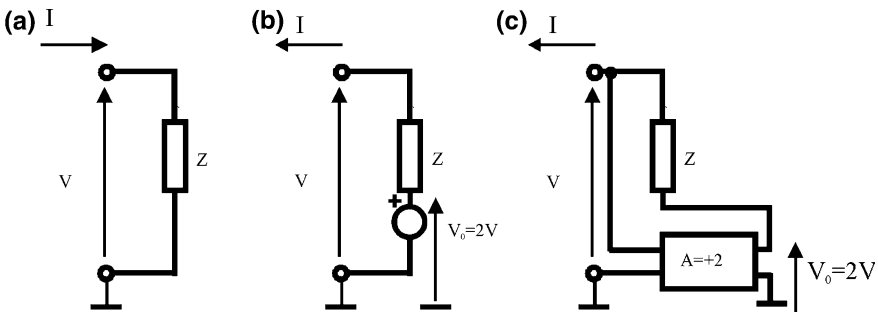 (a) I
V
Z
(b) I
V
Z
+
V₀=2V
(c) I
V
Z
A=+2
V₀=2V